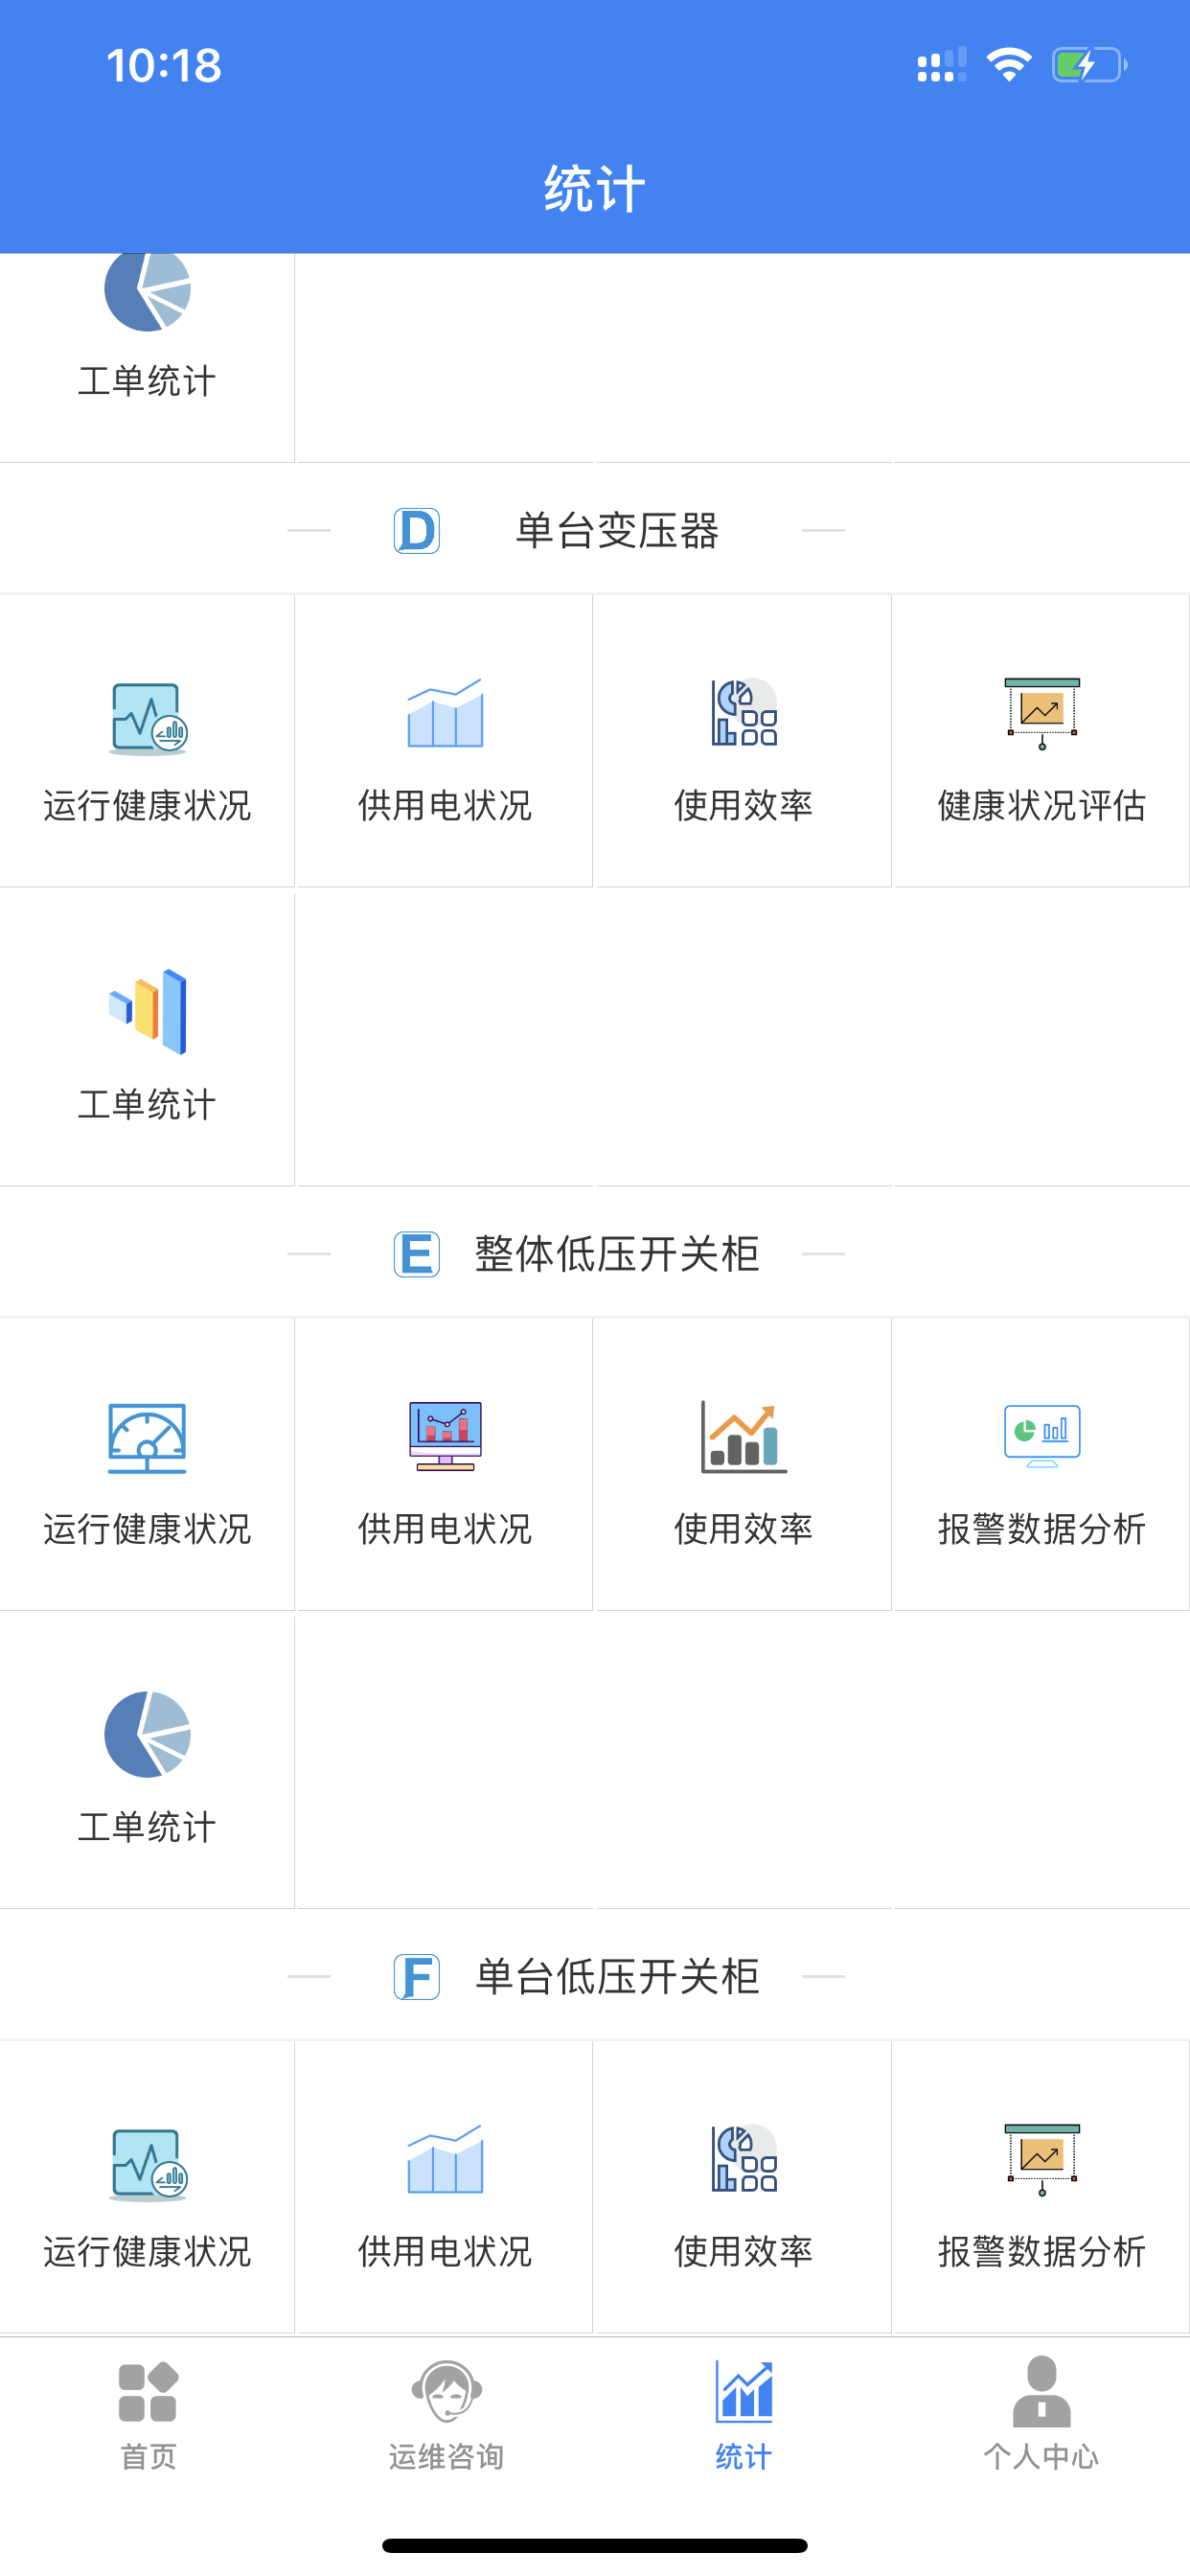 10:18
统计
工单统计
D 单台变压器
运行健康状况 供用电状况 使用效率 健康状况评估
工单统计
E 整体低压开关柜
运行健康状况 供用电状况 使用效率 报警数据分析
工单统计
F 单台低压开关柜
运行健康状况 供用电状况 使用效率 报警数据分析
首页 运维咨询 统计 个人中心